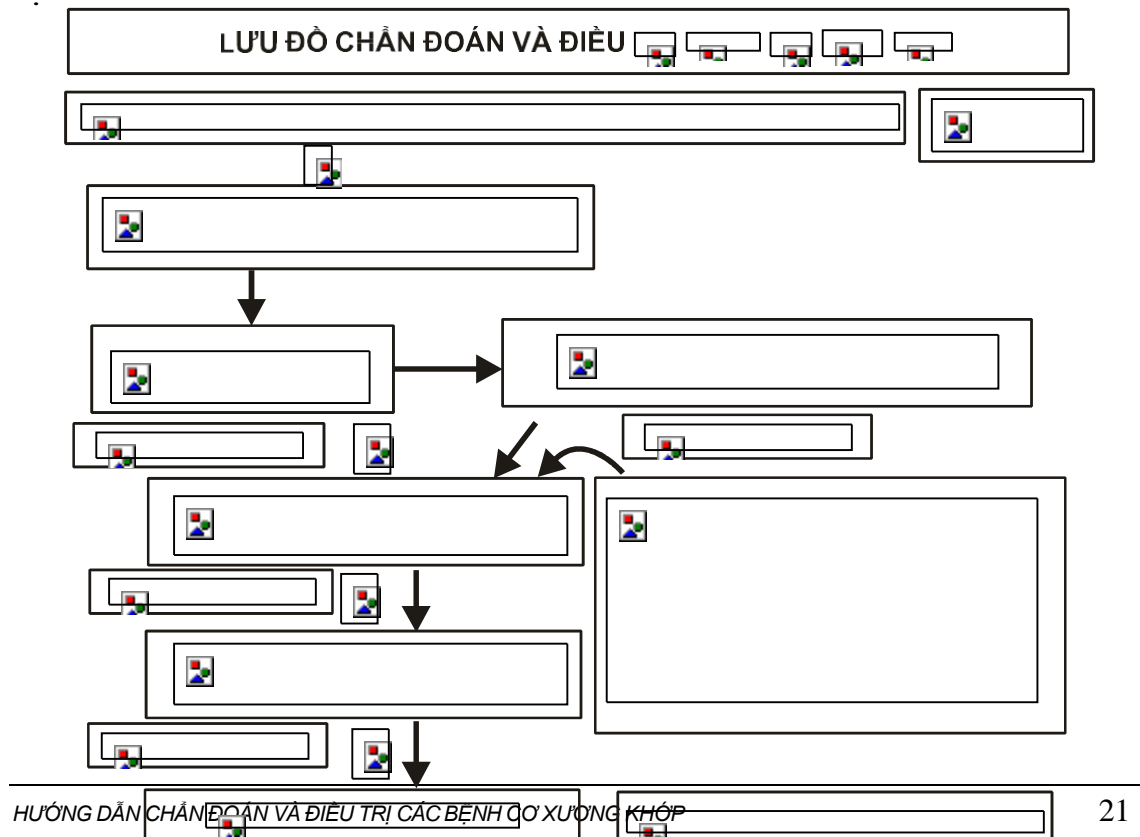 LƯU ĐỒ CHẨN ĐOÁN VÀ ĐIỀU
HƯỚNG DẪN CHẨN ĐOÁN VÀ ĐIỀU TRỊ CÁC BỆNH CƠ XƯƠNG KHỚP 21